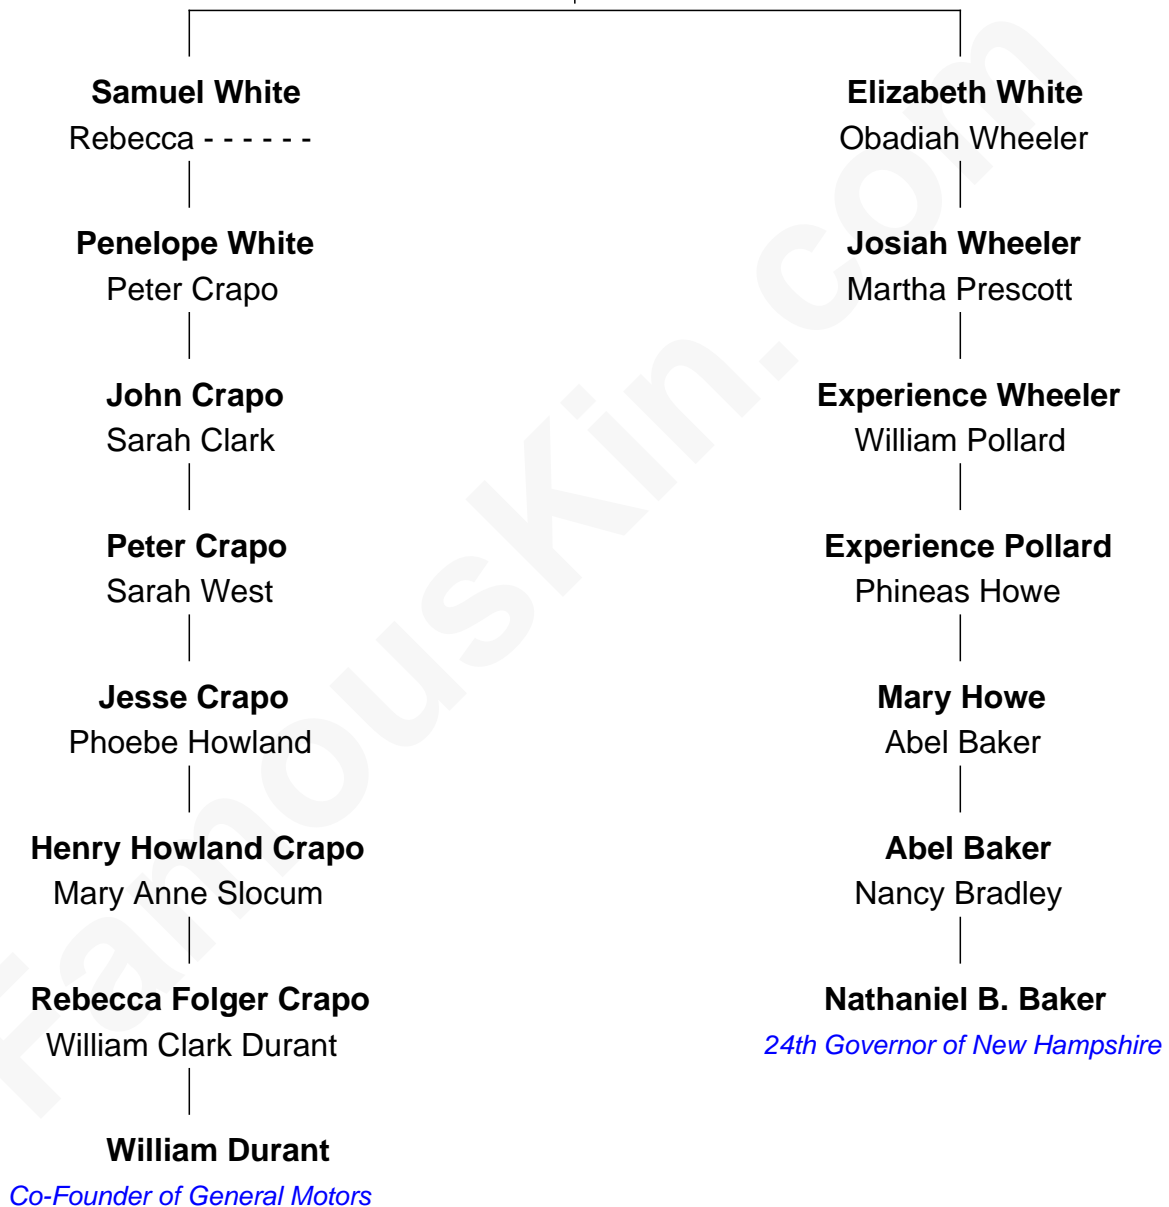 Samuel White
Rebecca - - - - - -
Elizabeth White
Obadiah Wheeler
Penelope White
Peter Crapo
Josiah Wheeler
Martha Prescott
John Crapo
Sarah Clark
Experience Wheeler
William Pollard
Peter Crapo
Sarah West
Experience Pollard
Phineas Howe
Jesse Crapo
Phoebe Howland
Mary Howe
Abel Baker
Henry Howland Crapo
Mary Anne Slocum
Abel Baker
Nancy Bradley
Rebecca Folger Crapo
William Clark Durant
Nathaniel B. Baker
24th Governor of New Hampshire
William Durant
Co-Founder of General Motors
FamousKin.com